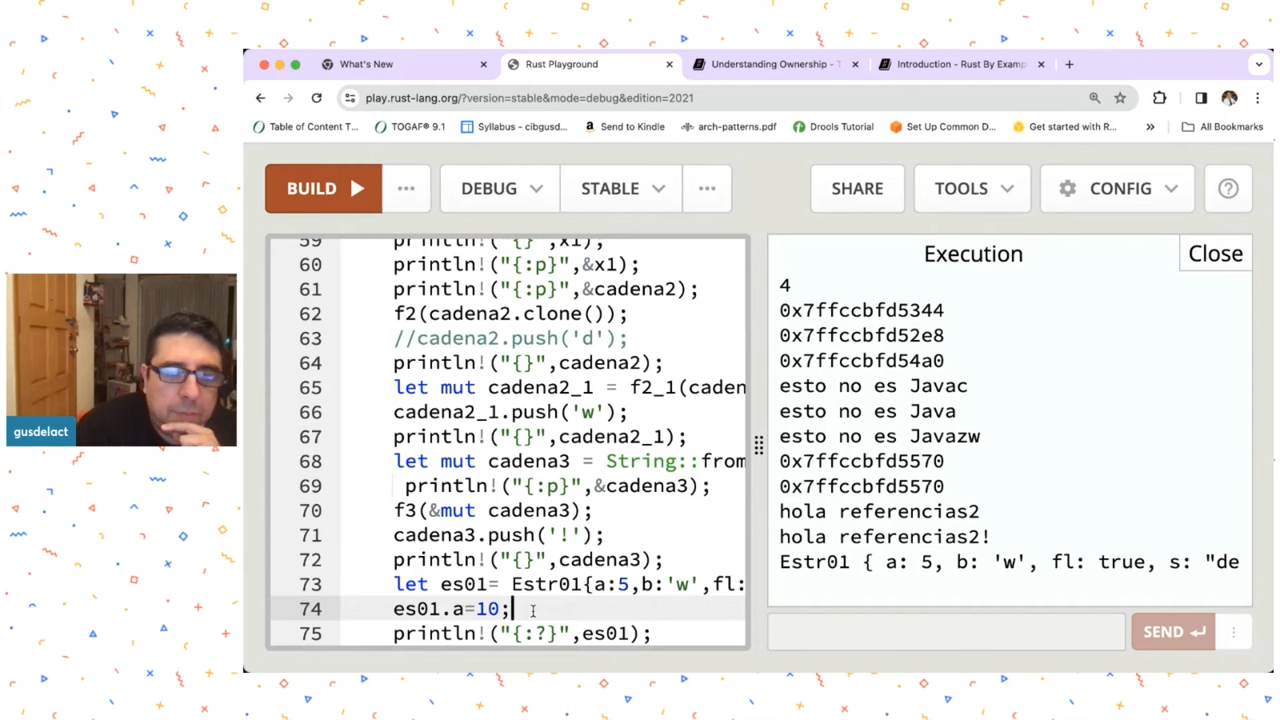 What's New
Rust Playground
Understanding Ownership - T
Introduction - Rust By Examp
play.rust-lang.org/?version=stable&mode=debug&edition=2021
Table of Content T...
TOGAF® 9.1
Syllabus - cibgusd...
Send to Kindle
arch-patterns.pdf
Drools Tutorial
Set Up Common D...
Get started with R...
»
All Bookmarks
BUILD
...
DEBUG
STABLE
...
SHARE
TOOLS
CONFIG
?
59 println!("{}",x1);
60 println!("{:p}",&x1);
61 println!("{:p}",&cadena2);
62 f2(cadena2.clone());
63 //cadena2.push('d');
64 println!("{}",cadena2);
65 let mut cadena2_1 = f2_1(caden
66 cadena2_1.push('w');
67 println!("{}",cadena2_1);
68 let mut cadena3 = String::from
69 println!("{:p}",&cadena3);
70 f3(&mut cadena3);
71 cadena3.push('!');
72 println!("{}",cadena3);
73 let es01= Estr01{a:5,b:'w',fl:
74 es01.a=10;
75 println!("{:?}",es01);
Execution
Close
4
0x7ffccbfd5344
0x7ffccbfd52e8
0x7ffccbfd54a0
esto no es Javac
esto no es Java
esto no es Javazw
0x7ffccbfd5570
0x7ffccbfd5570
hola referencias2
hola referencias2!
Estr01 { a: 5, b: 'w', fl: true, s: "de
SEND
gusdelact